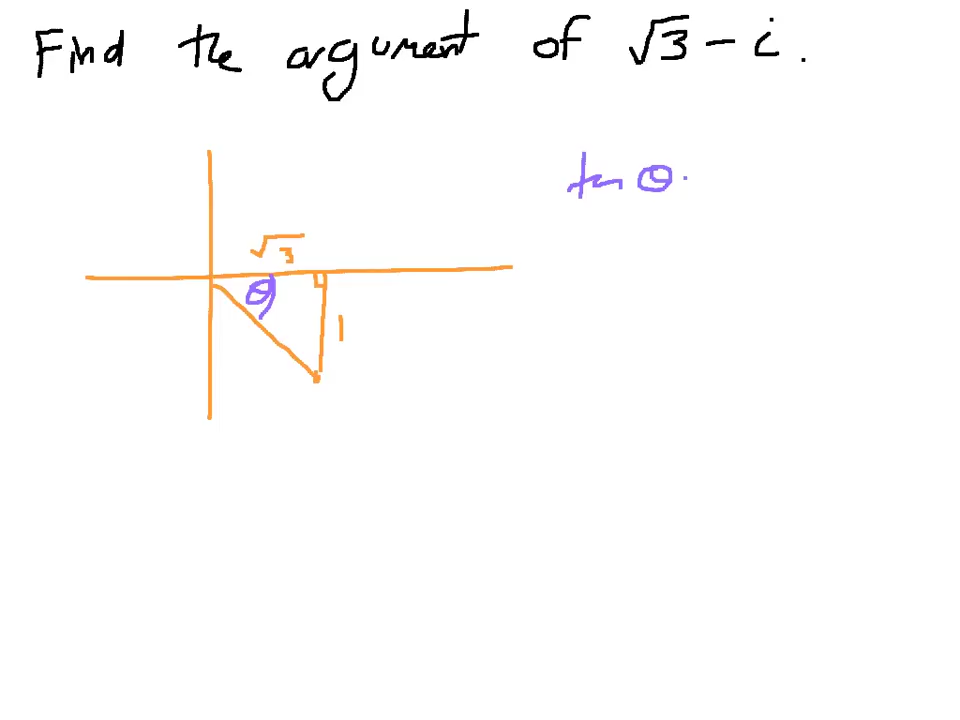 Find the argument of √3 - i.
tan θ.
√3
θ
1